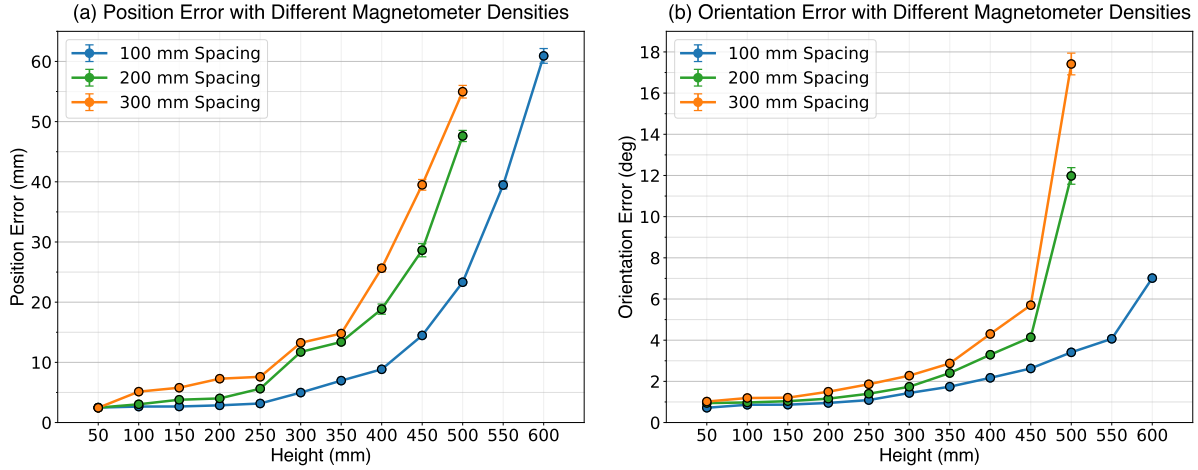 (a) Position Error with Different Magnetometer Densities
100 mm Spacing
200 mm Spacing
300 mm Spacing
Position Error (mm)
60
50
40
30
20
10
0
50 100 150 200 250 300 350 400 450 500 550 600
Height (mm)
(b) Orientation Error with Different Magnetometer Densities
100 mm Spacing
200 mm Spacing
300 mm Spacing
Orientation Error (deg)
18
16
14
12
10
8
6
4
2
0
50 100 150 200 250 300 350 400 450 500 550 600
Height (mm)